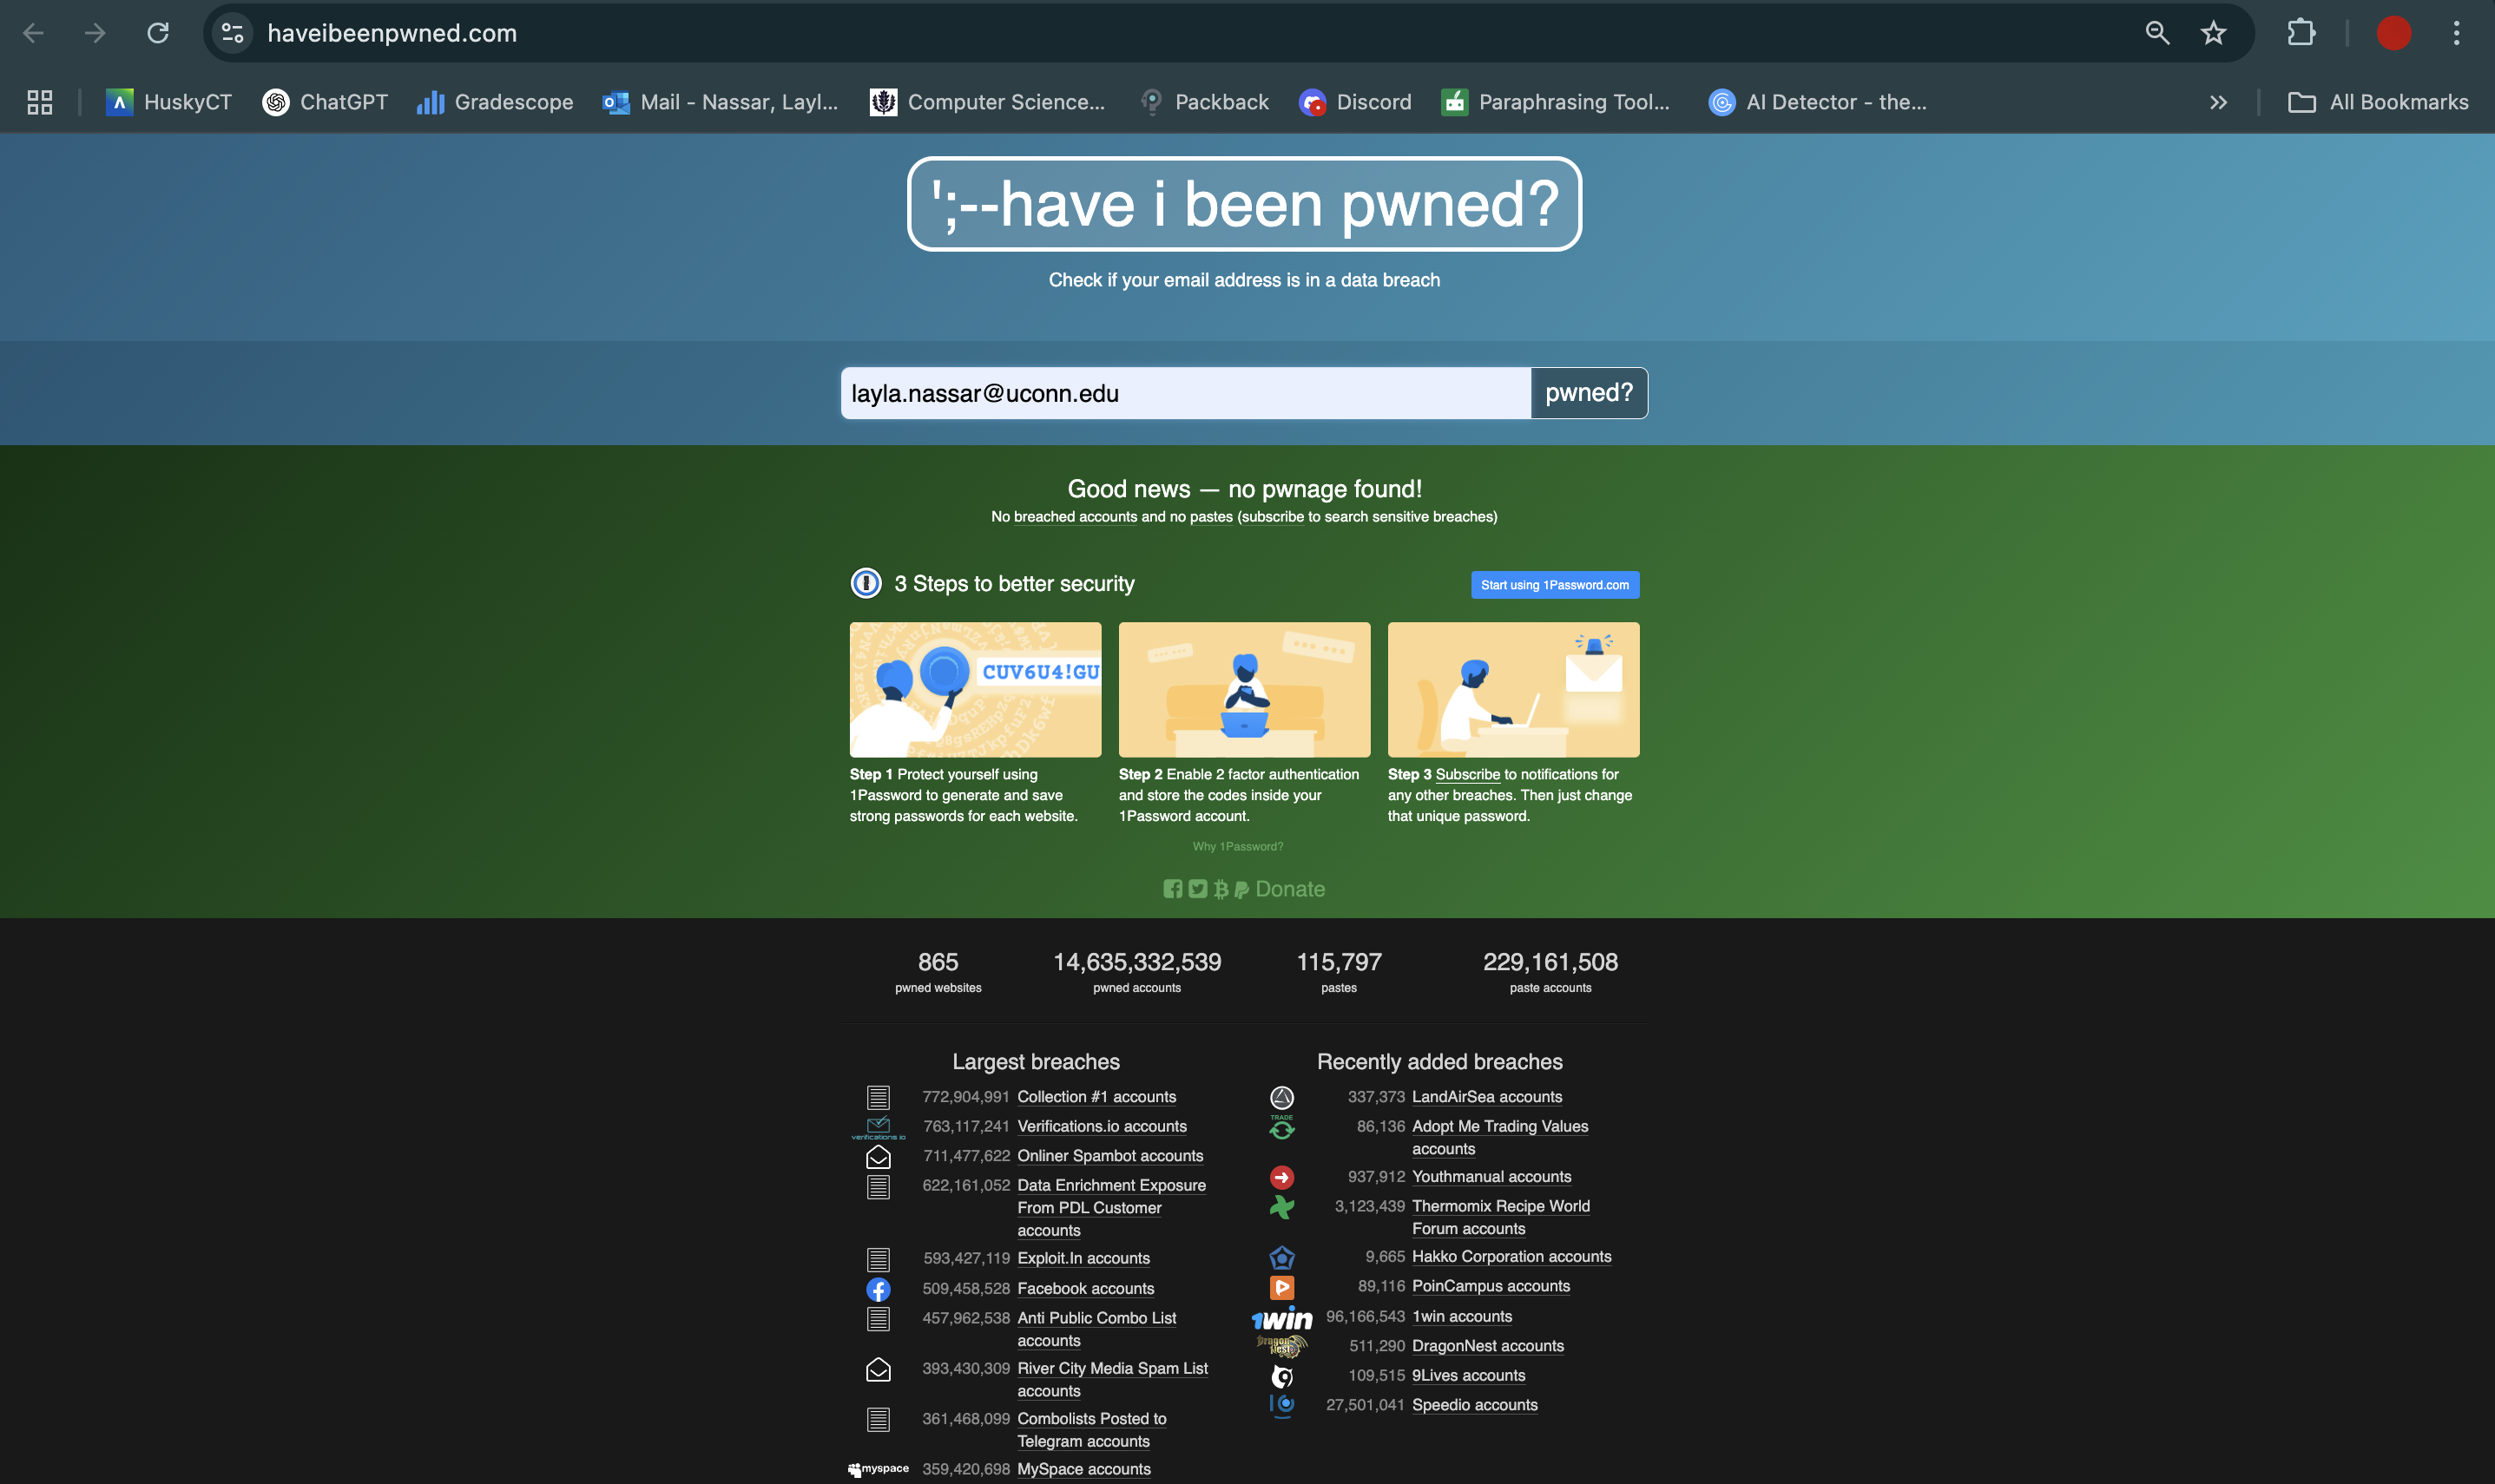 haveibeenpwned.com
HuskyCT
ChatGPT
Gradescope
Mail - Nassar, Layl...
Computer Science...
Packback
Discord
Paraphrasing Tool...
AI Detector - the...
All Bookmarks
';--have i been pwned?
Check if your email address is in a data breach
layla.nassar@uconn.edu
pwned?
Good news — no pwnage found!
No breached accounts and no pastes (subscribe to search sensitive breaches)
3 Steps to better security
Start using 1Password.com
CUV6U4!GU
Step 1 Protect yourself using
1Password to generate and save
strong passwords for each website.
Step 2 Enable 2 factor authentication
and store the codes inside your
1Password account.
Step 3 Subscribe to notifications for
any other breaches. Then just change
that unique password.
Why 1Password?
Donate
865
pwned websites
14,635,332,539
pwned accounts
115,797
pastes
229,161,508
paste accounts
Largest breaches
772,904,991 Collection #1 accounts
verifications io
763,117,241 Verifications.io accounts
711,477,622 Onliner Spambot accounts
622,161,052 Data Enrichment Exposure
From PDL Customer
accounts
593,427,119 Exploit.In accounts
509,458,528 Facebook accounts
457,962,538 Anti Public Combo List
accounts
393,430,309 River City Media Spam List
accounts
361,468,099 Combolists Posted to
Telegram accounts
myspace
359,420,698 MySpace accounts
Recently added breaches
337,373 LandAirSea accounts
TRADE
86,136 Adopt Me Trading Values
accounts
937,912 Youthmanual accounts
3,123,439 Thermomix Recipe World
Forum accounts
9,665 Hakko Corporation accounts
89,116 PoinCampus accounts
1win
96,166,543 1win accounts
Dragon
Nest
511,290 DragonNest accounts
109,515 9Lives accounts
27,501,041 Speedio accounts